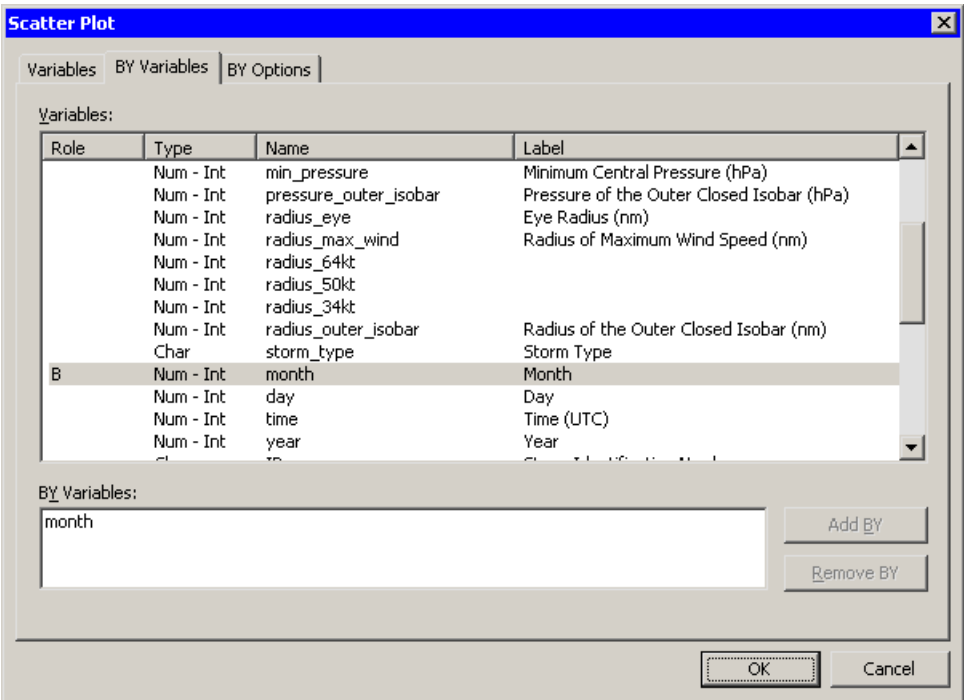 Scatter Plot
Variables BY Variables BY Options
Variables:
Role Type Name Label
Num - Int min_pressure Minimum Central Pressure (hPa)
Num - Int pressure_outer_isobar Pressure of the Outer Closed Isobar (hPa)
Num - Int radius_eye Eye Radius (nm)
Num - Int radius_max_wind Radius of Maximum Wind Speed (nm)
Num - Int radius_64kt
Num - Int radius_50kt
Num - Int radius_34kt
Num - Int radius_outer_isobar Radius of the Outer Closed Isobar (nm)
Char storm_type Storm Type
B Num - Int month Month
Num - Int day Day
Num - Int time Time (UTC)
Num - Int year Year
BY Variables:
month
Add BY
Remove BY
OK Cancel